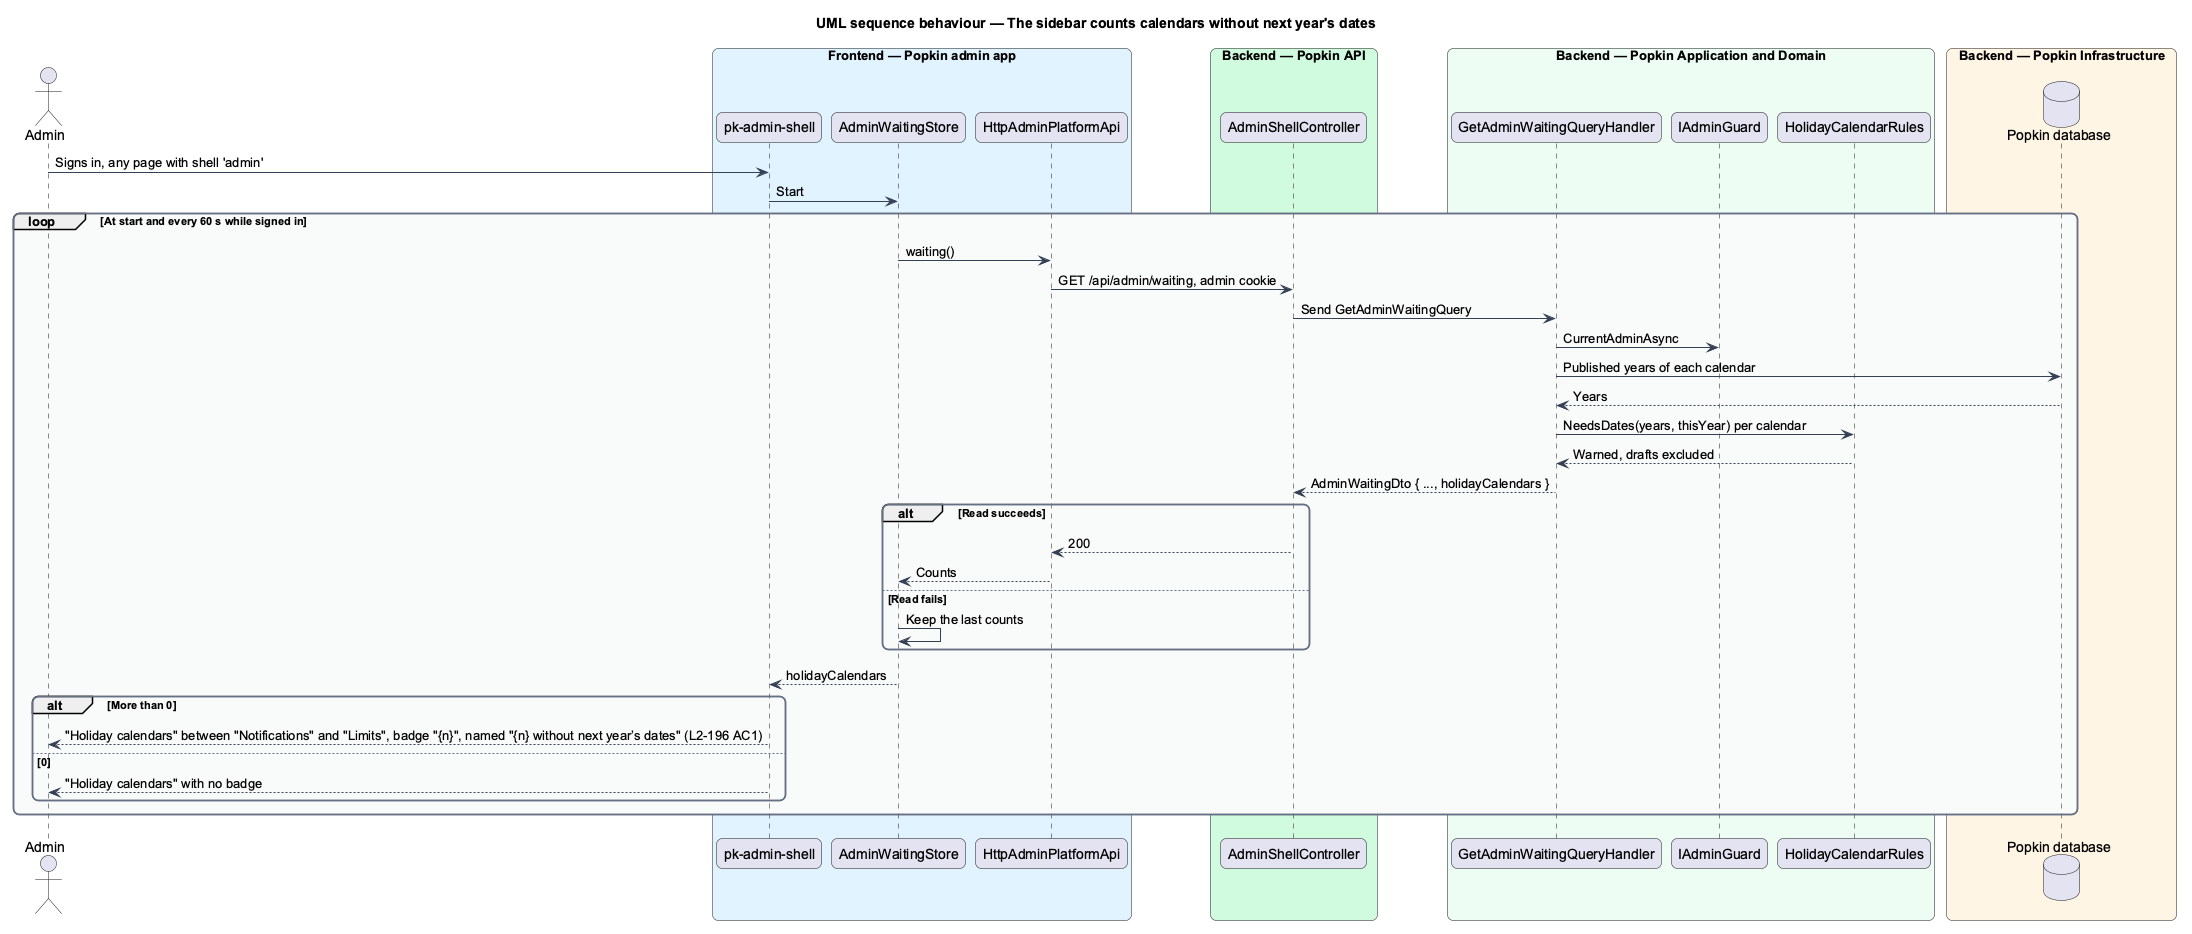 UML sequence behaviour — The sidebar counts calendars without next year's dates
Frontend — Popkin admin app
Backend — Popkin API
Backend — Popkin Application and Domain
Backend — Popkin Infrastructure
Admin
pk-admin-shell
AdminWaitingStore
HttpAdminPlatformApi
AdminShellController
GetAdminWaitingQueryHandler
IAdminGuard
HolidayCalendarRules
Popkin database
Signs in, any page with shell 'admin'
Start
loop
[At start and every 60 s while signed in]
waiting()
GET /api/admin/waiting, admin cookie
Send GetAdminWaitingQuery
CurrentAdminAsync
Published years of each calendar
Years
NeedsDates(years, thisYear) per calendar
Warned, drafts excluded
AdminWaitingDto { ..., holidayCalendars }
alt
[Read succeeds]
200
Counts
[Read fails]
Keep the last counts
holidayCalendars
alt
[More than 0]
"Holiday calendars" between "Notifications" and "Limits", badge "{n}", named "{n} without next year's dates" (L2-196 AC1)
[0]
"Holiday calendars" with no badge
Admin
pk-admin-shell
AdminWaitingStore
HttpAdminPlatformApi
AdminShellController
GetAdminWaitingQueryHandler
IAdminGuard
HolidayCalendarRules
Popkin database